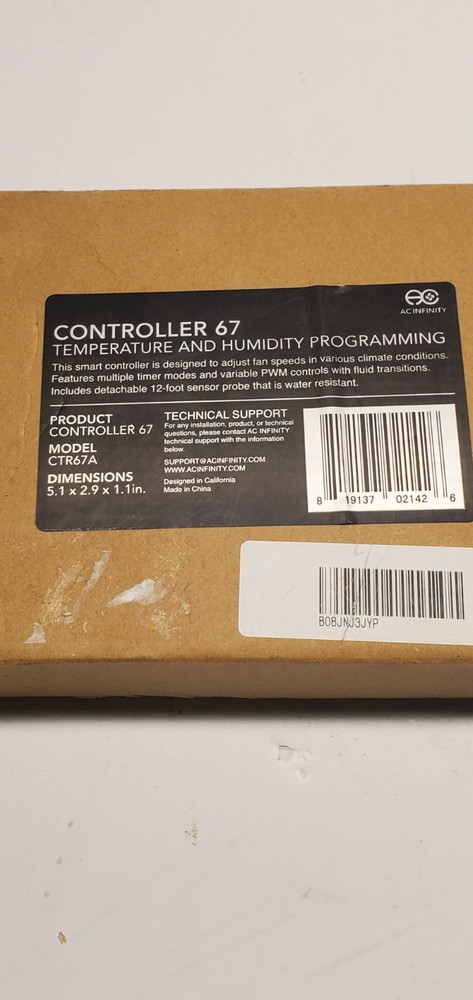 AC INFINITY
CONTROLLER 67
TEMPERATURE AND HUMIDITY PROGRAMMING
This smart controller is designed to adjust fan speeds in various climate conditions.
Features multiple timer modes and variable PWM controls with fluid transitions.
Includes detachable 12-foot sensor probe that is water resistant.
PRODUCT
CONTROLLER 67
MODEL
CTR67A
DIMENSIONS
5.1 x 2.9 x 1.1in.
TECHNICAL SUPPORT
For any installation, product, or technical
questions, please contact AC INFINITY
technical support with the information
below.
SUPPORT@ACINFINITY.COM
WWW.ACINFINITY.COM
Designed in California
Made in China
8 19137 02142 6
B08JNJ3JYP